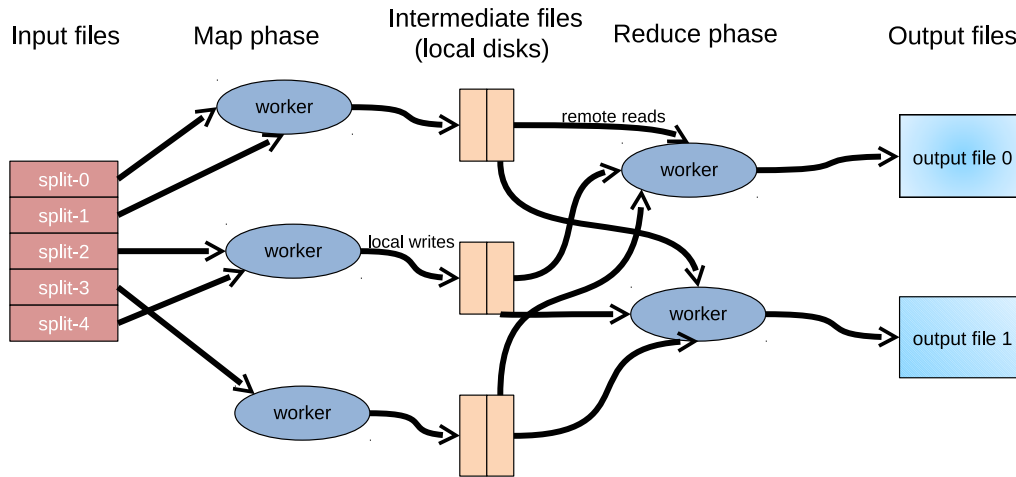 Input files
Map phase
Intermediate files
(local disks)
Reduce phase
Output files
worker
remote reads
split-0
split-1
split-2
split-3
split-4
worker
local writes
worker
worker
worker
output file 0
output file 1